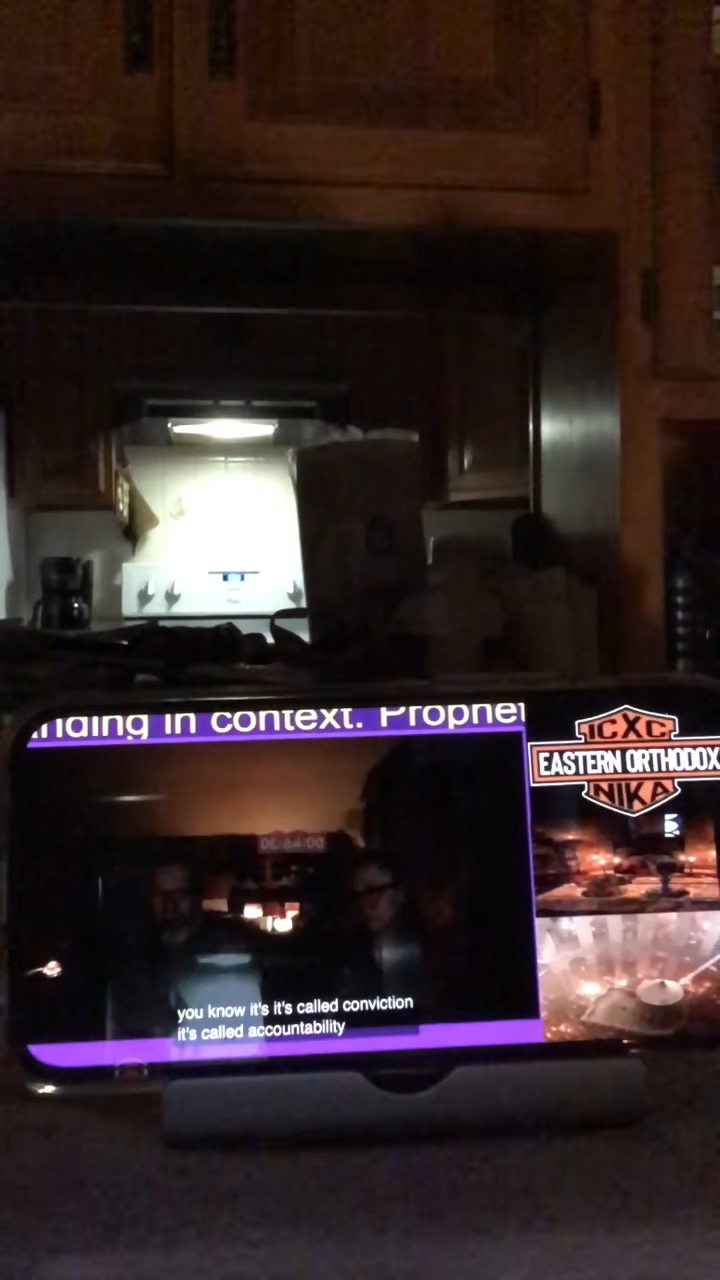 nding in context. Prophet
ICXC
EASTERN ORTHODOX
NIKA
you know it's it's called conviction
it's called accountability